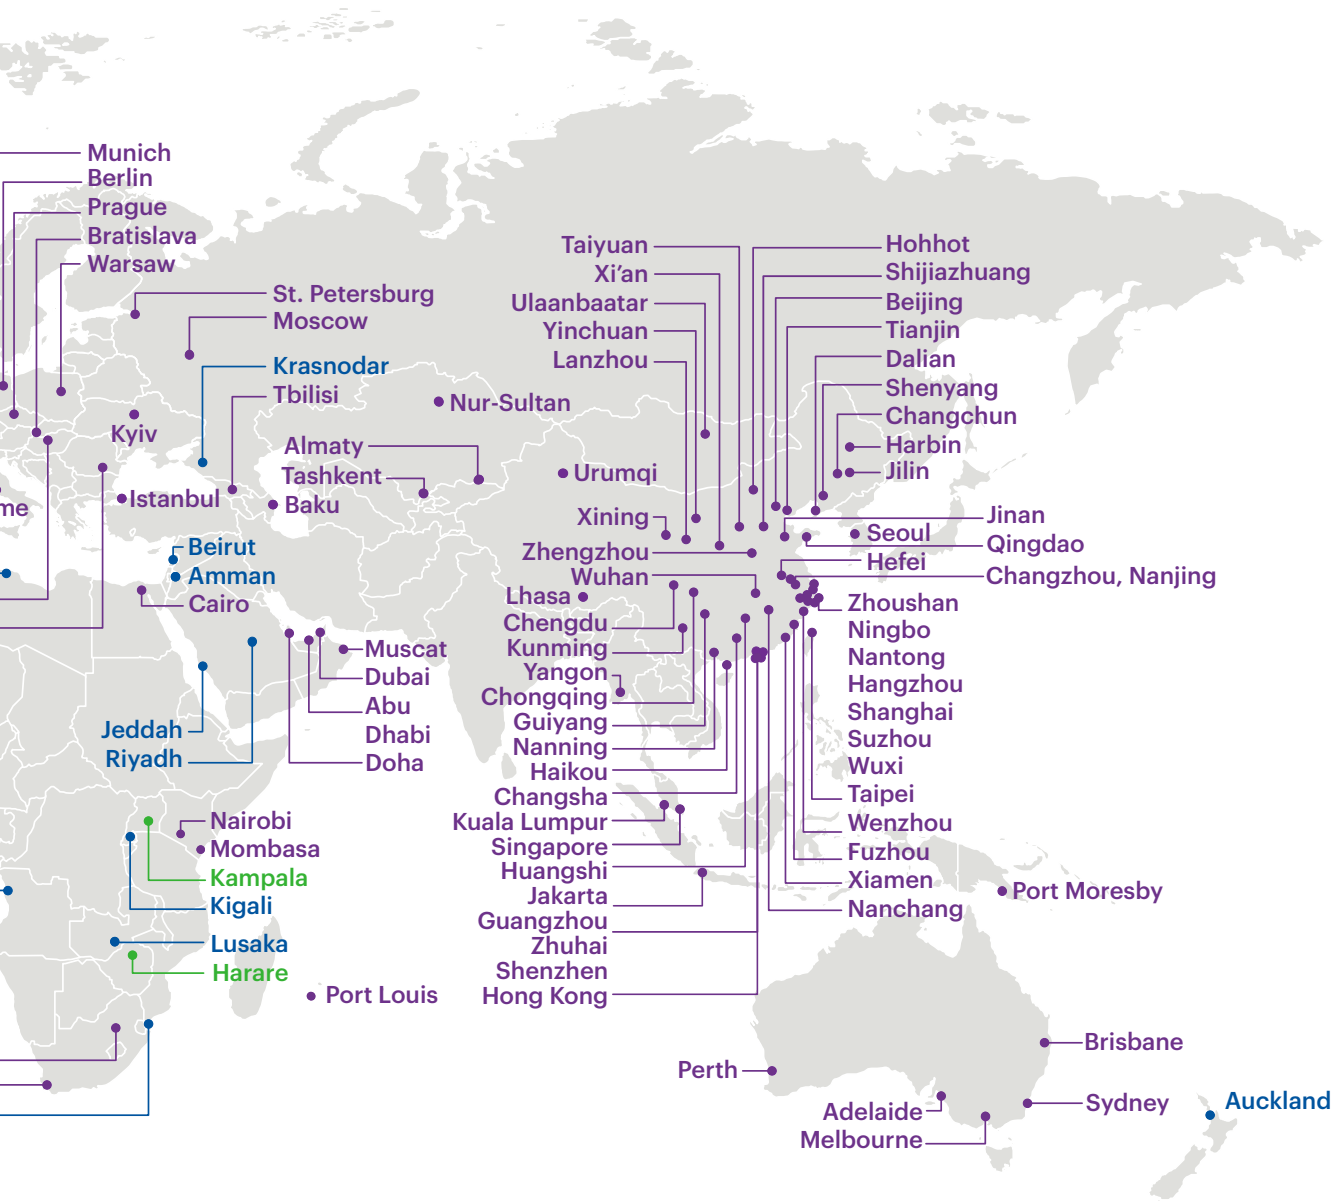 Munich
Berlin
Prague
Bratislava
Warsaw
St. Petersburg
Moscow
Krasnodar
Tbilisi
Nur-Sultan
Kyiv
Almaty
Tashkent
Istanbul
Baku
me
Beirut
Amman
Cairo
Muscat
Dubai
Abu
Dhabi
Doha
Jeddah
Riyadh
Nairobi
Mombasa
Kampala
Kigali
Lusaka
Harare
Port Louis
Taiyuan
Xi’an
Ulaanbaatar
Yinchuan
Lanzhou
Urumqi
Xining
Zhengzhou
Wuhan
Lhasa
Chengdu
Kunming
Yangon
Chongqing
Guiyang
Nanning
Haikou
Changsha
Kuala Lumpur
Singapore
Huangshi
Jakarta
Guangzhou
Zhuhai
Shenzhen
Hong Kong
Hohhot
Shijiazhuang
Beijing
Tianjin
Dalian
Shenyang
Changchun
Harbin
Jilin
Jinan
Seoul
Qingdao
Hefei
Changzhou, Nanjing
Zhoushan
Ningbo
Nantong
Hangzhou
Shanghai
Suzhou
Wuxi
Taipei
Wenzhou
Fuzhou
Xiamen
Nanchang
Port Moresby
Brisbane
Perth
Sydney
Auckland
Adelaide
Melbourne